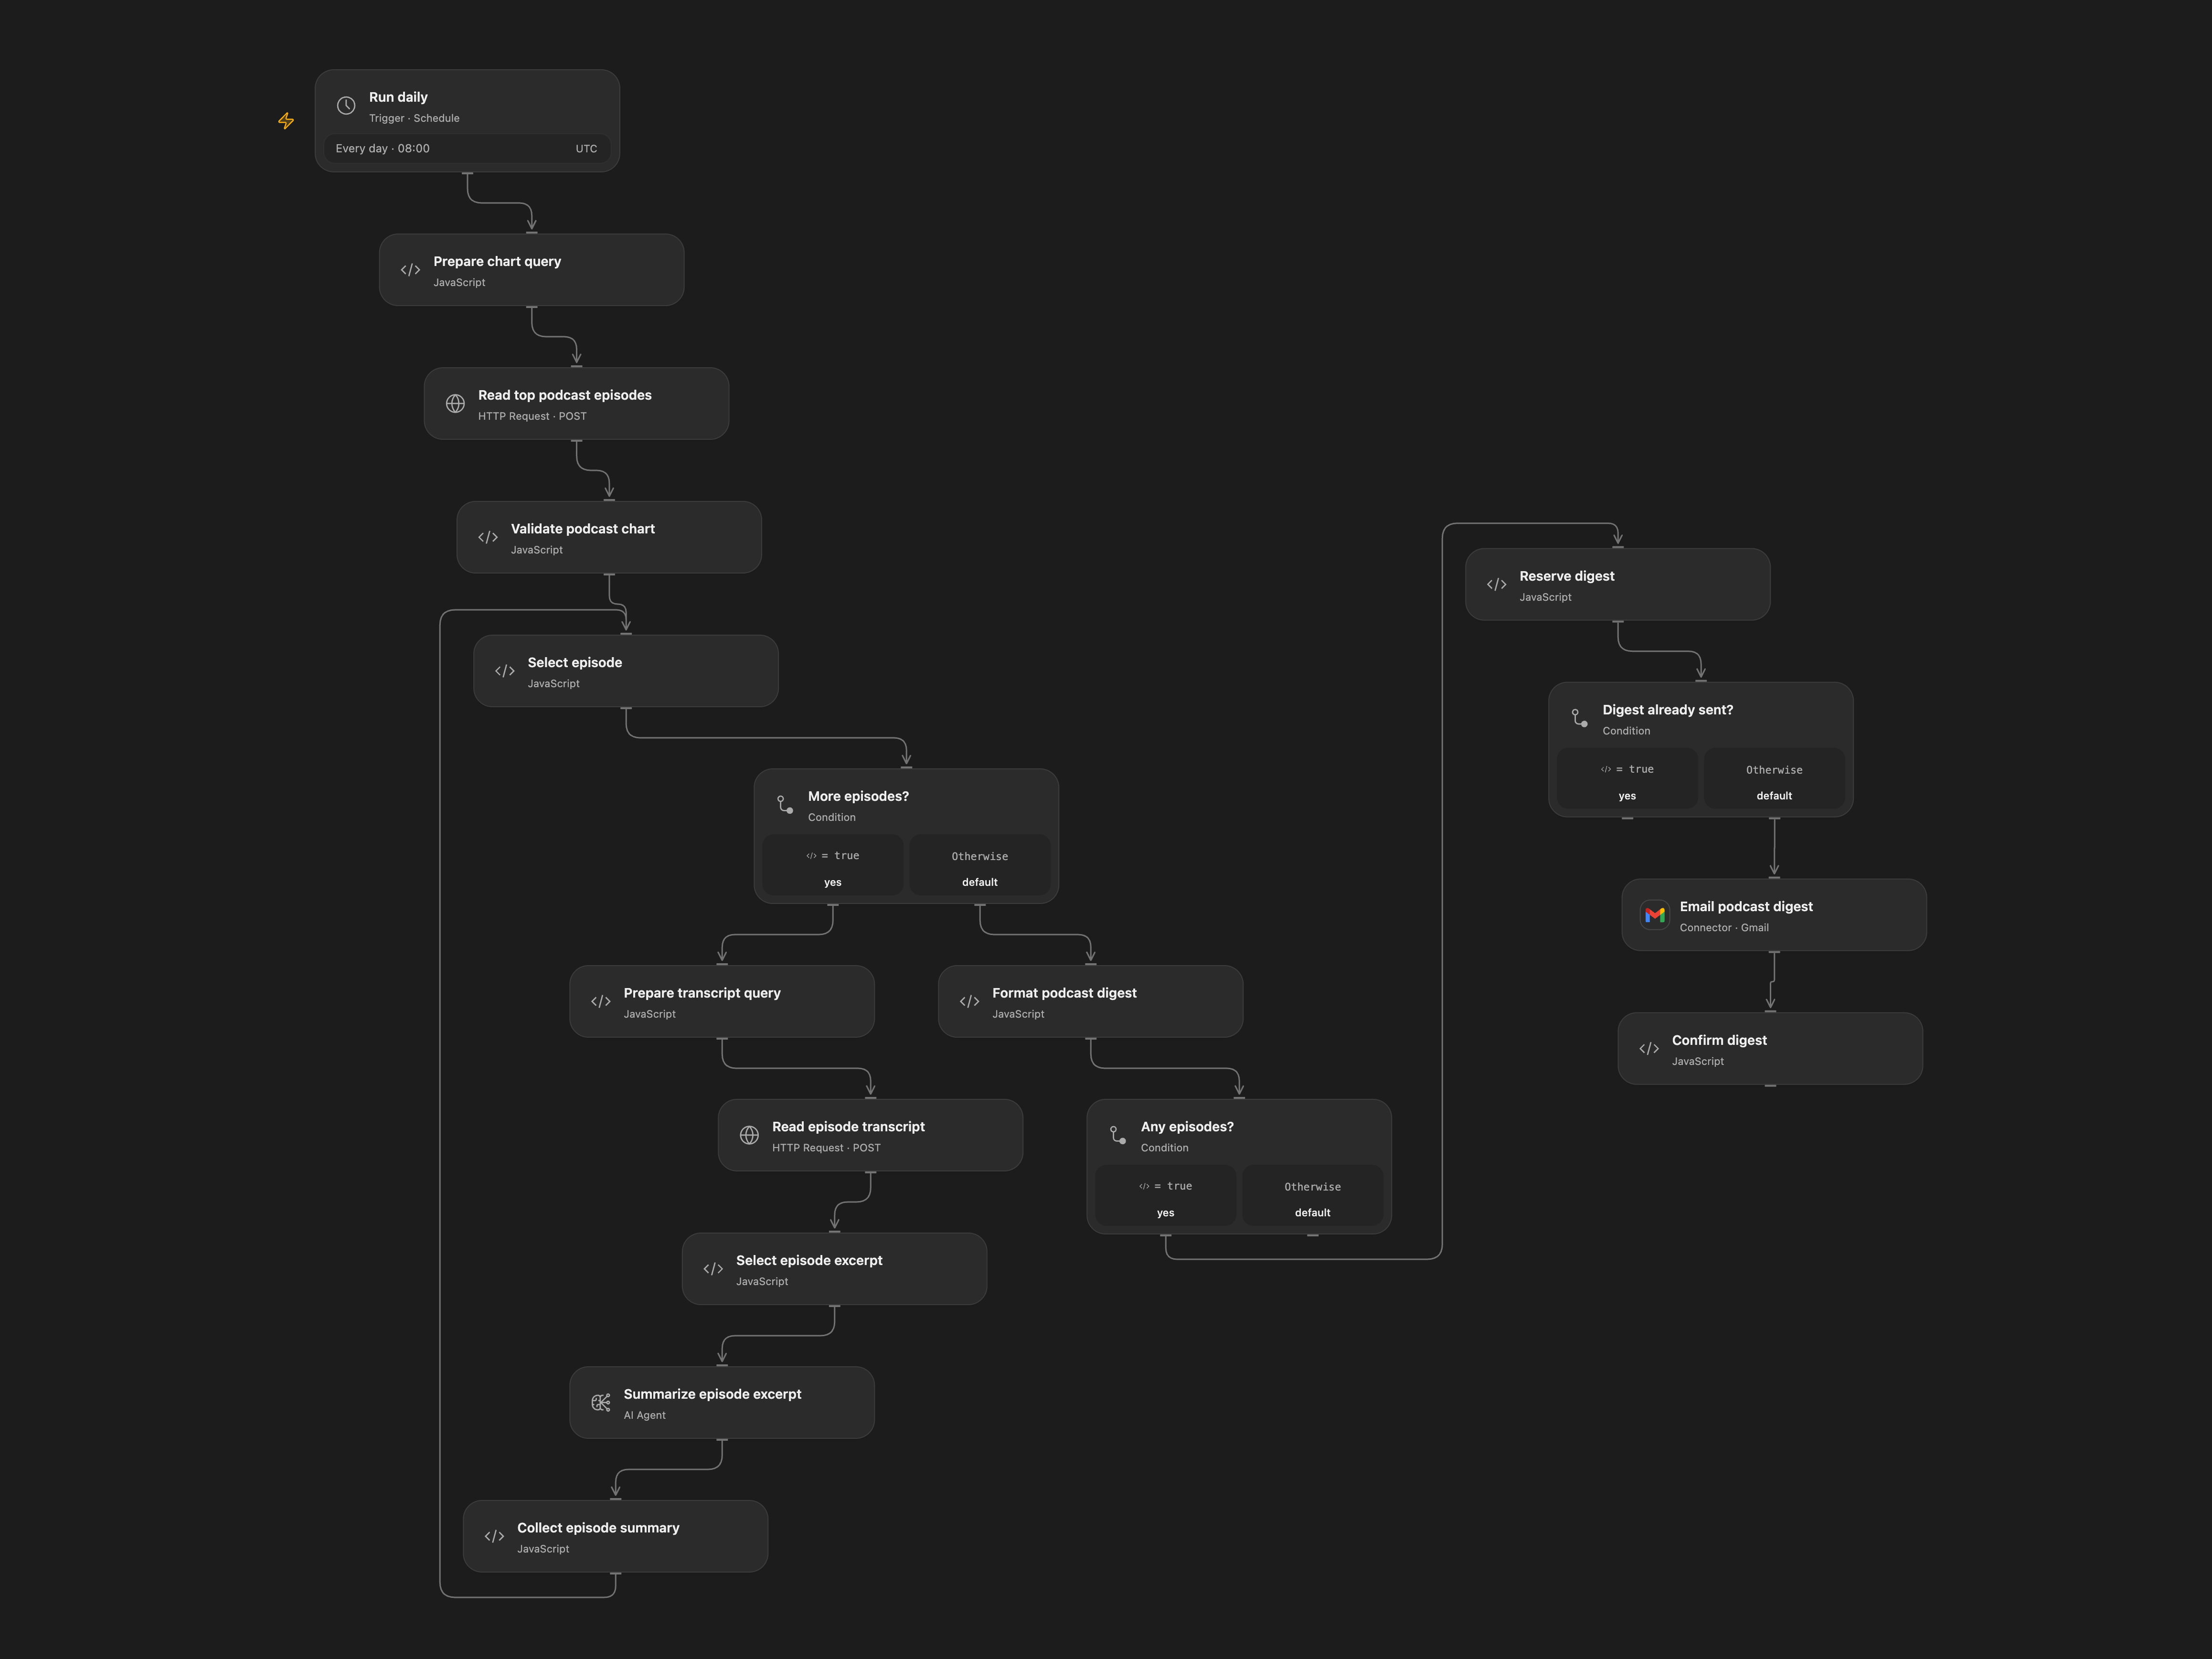 Run daily
Trigger · Schedule
Every day · 08:00
UTC
Prepare chart query
JavaScript
Read top podcast episodes
HTTP Request · POST
Validate podcast chart
JavaScript
Select episode
JavaScript
More episodes?
Condition
</> = true
yes
Otherwise
default
Prepare transcript query
JavaScript
Format podcast digest
JavaScript
Read episode transcript
HTTP Request · POST
Any episodes?
Condition
</> = true
yes
Otherwise
default
Select episode excerpt
JavaScript
Summarize episode excerpt
AI Agent
Collect episode summary
JavaScript
Reserve digest
JavaScript
Digest already sent?
Condition
</> = true
yes
Otherwise
default
Email podcast digest
Connector · Gmail
Confirm digest
JavaScript